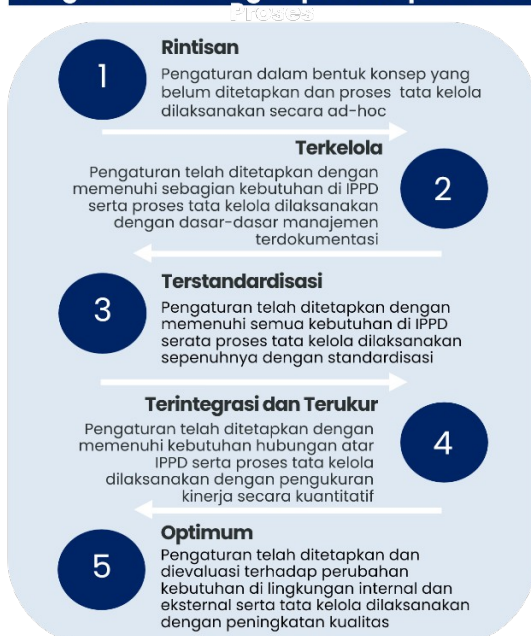 Proses
1
Rintisan
Pengaturan dalam bentuk konsep yang
belum ditetapkan dan proses tata kelola
dilaksanakan secara ad-hoc
Terkelola
Pengaturan telah ditetapkan dengan
memenuhi sebagian kebutuhan di IPPD
serta proses tata kelola dilaksanakan
dengan dasar-dasar manajemen
terdokumentasi
2
3
Terstandardisasi
Pengaturan telah ditetapkan dengan
memenuhi semua kebutuhan di IPPD
serata proses tata kelola dilaksanakan
sepenuhnya dengan standardisasi
Terintegrasi dan Terukur
Pengaturan telah ditetapkan dengan
memenuhi kebutuhan hubungan atar
IPPD serta proses tata kelola
dilaksanakan dengan pengukuran
kinerja secara kuantitatif
4
5
Optimum
Pengaturan telah ditetapkan dan
dievaluasi terhadap perubahan
kebutuhan di lingkungan internal dan
eksternal serta tata kelola dilaksanakan
dengan peningkatan kualitas